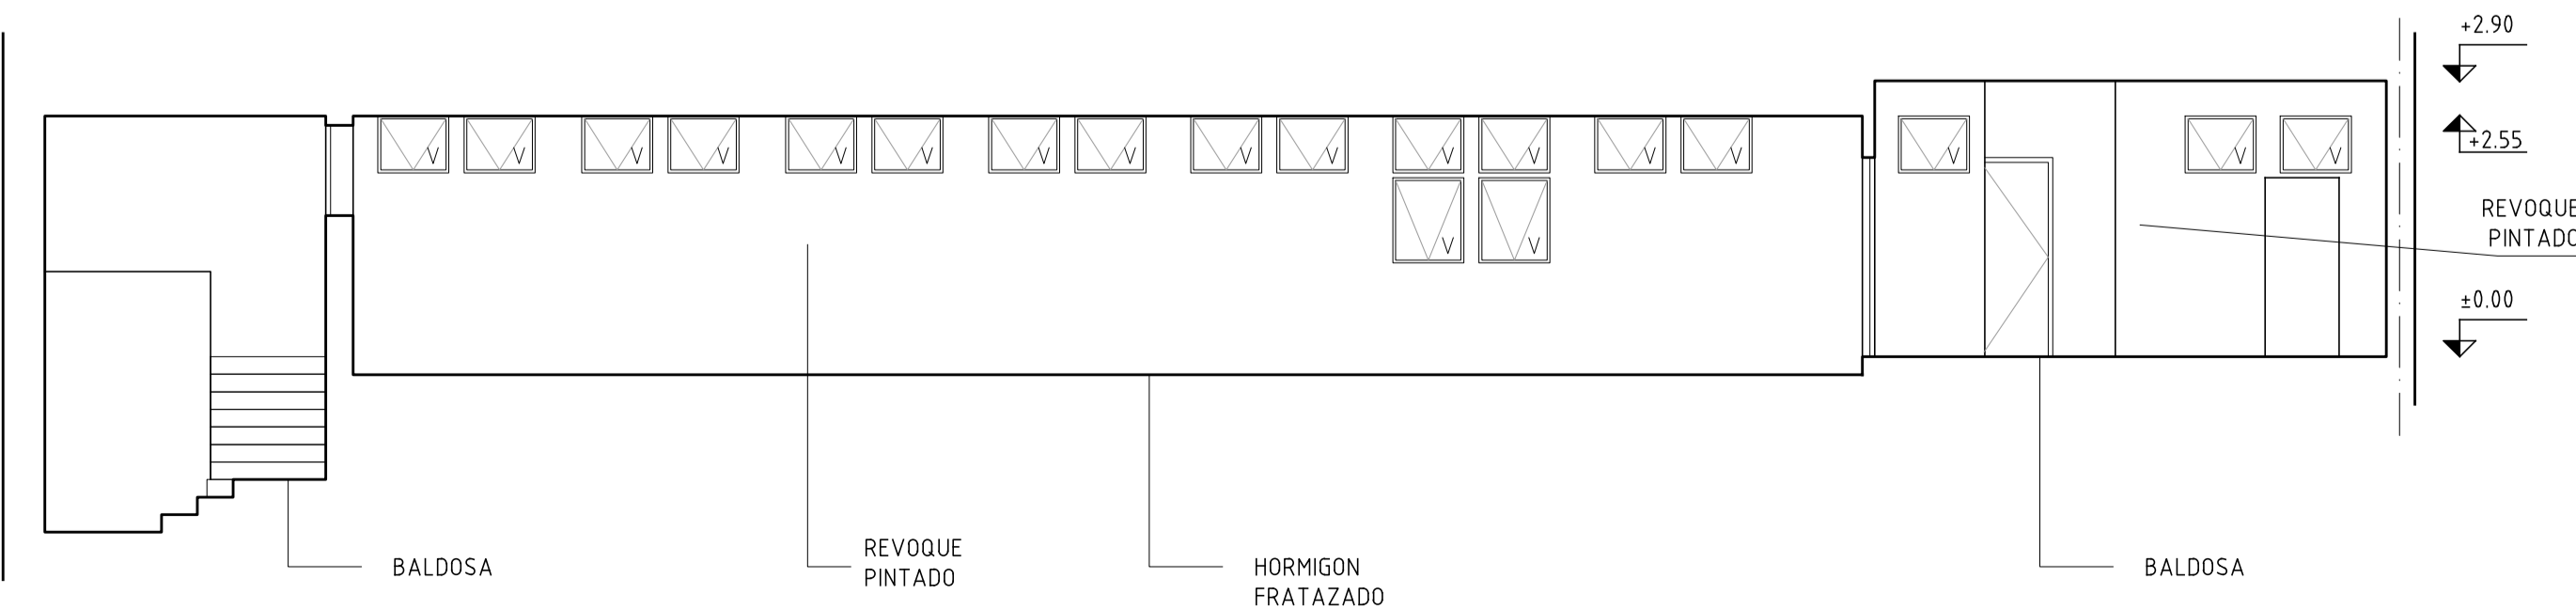 +2.90
+2.55
V V V V V V V V V V V V V V V V V
V V
REVOQUE
PINTADO
±0.00
BALDOSA
REVOQUE
PINTADO
HORMIGON
FRATAZADO
BALDOSA